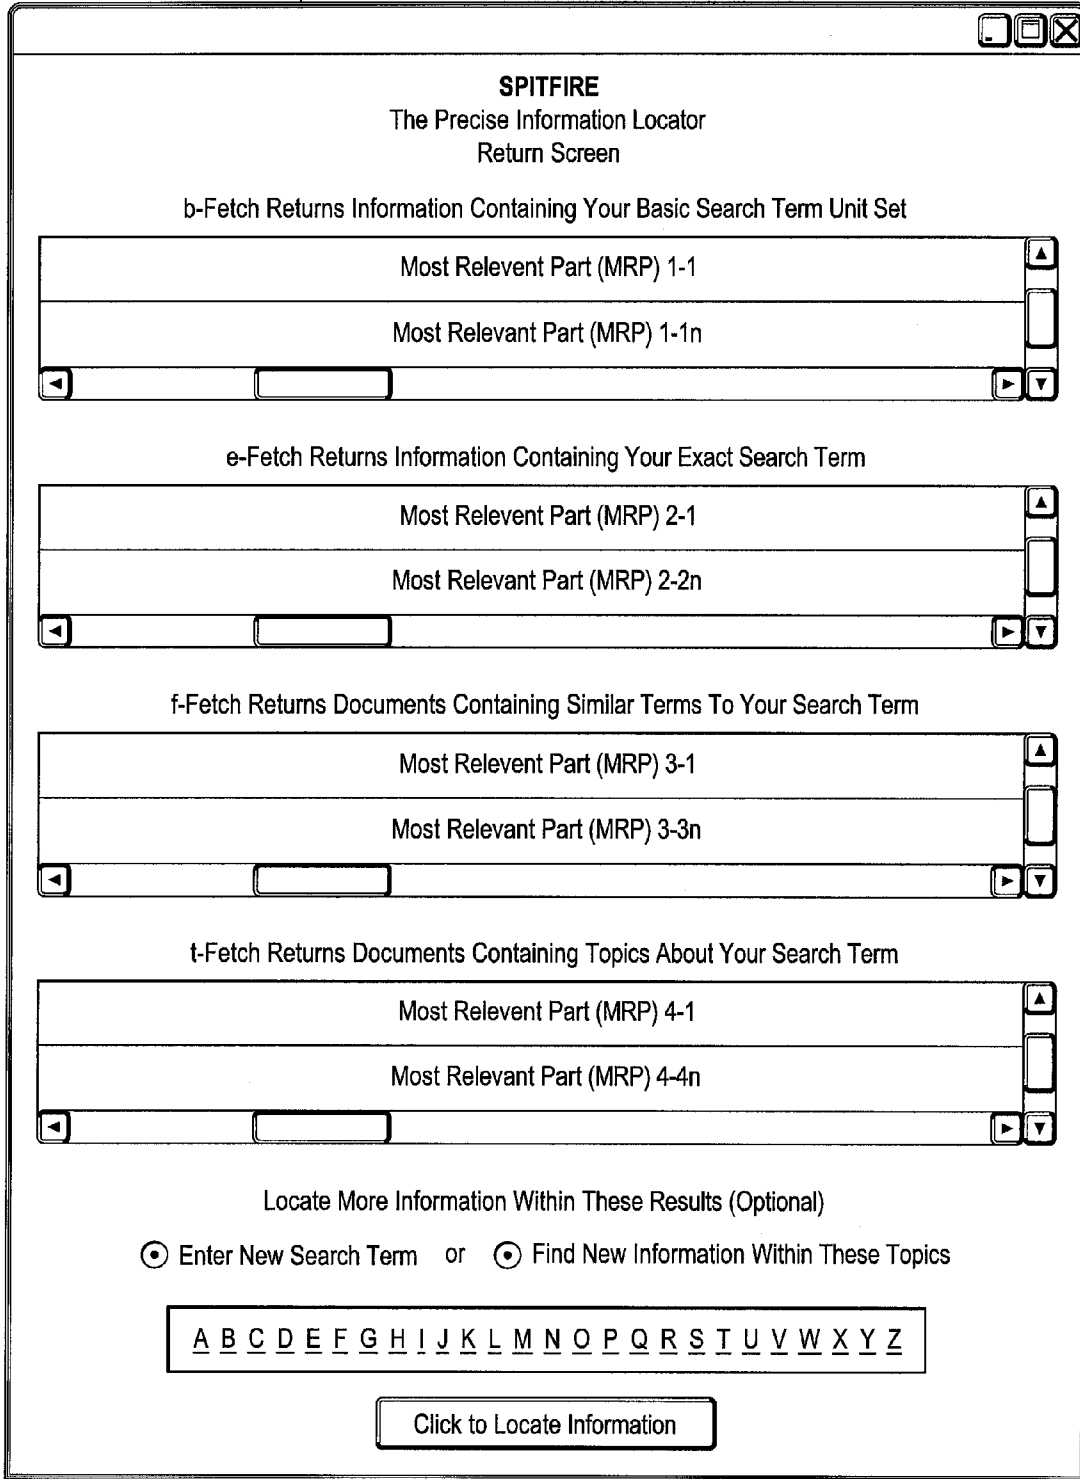 SPITFIRE
The Precise Information Locator
Return Screen
b-Fetch Returns Information Containing Your Basic Search Term Unit Set
Most Relevent Part (MRP) 1-1
Most Relevant Part (MRP) 1-1n
e-Fetch Returns Information Containing Your Exact Search Term
Most Relevent Part (MRP) 2-1
Most Relevant Part (MRP) 2-2n
f-Fetch Returns Documents Containing Similar Terms To Your Search Term
Most Relevent Part (MRP) 3-1
Most Relevant Part (MRP) 3-3n
t-Fetch Returns Documents Containing Topics About Your Search Term
Most Relevent Part (MRP) 4-1
Most Relevant Part (MRP) 4-4n
Locate More Information Within These Results (Optional)
Enter New Search Term or Find New Information Within These Topics
A B C D E F G H I J K L M N O P Q R S T U V W X Y Z
Click to Locate Information